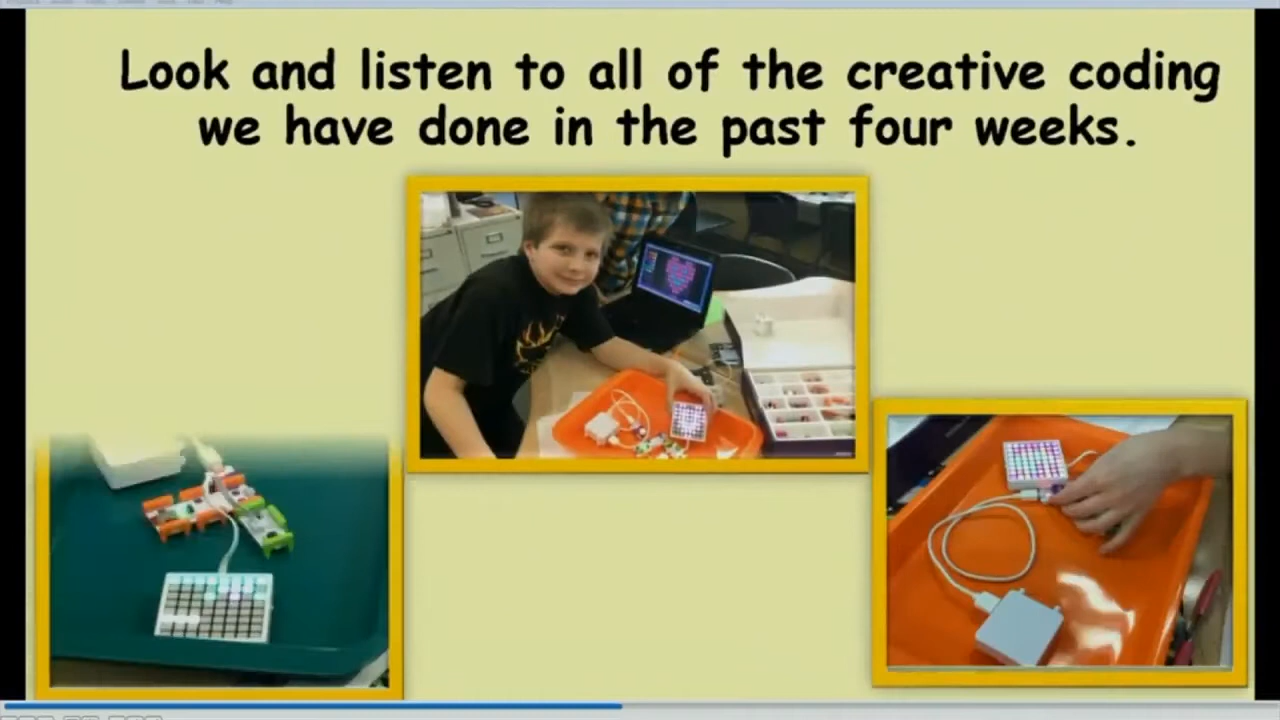 Look and listen to all of the creative coding
we have done in the past four weeks.